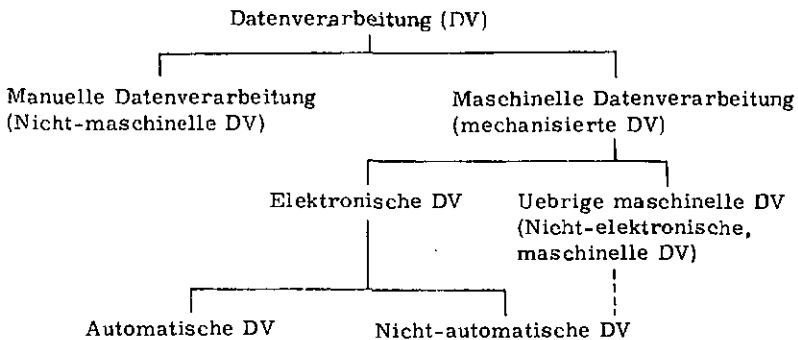 Datenverarbeitung (DV)
Manuelle Datenverarbeitung
(Nicht-maschinelle DV)
Maschinelle Datenverarbeitung
(mechanisierte DV)
Elektronische DV
Uebrige maschinelle DV
(Nicht-elektronische,
maschinelle DV)
Automatische DV
Nicht-automatische DV